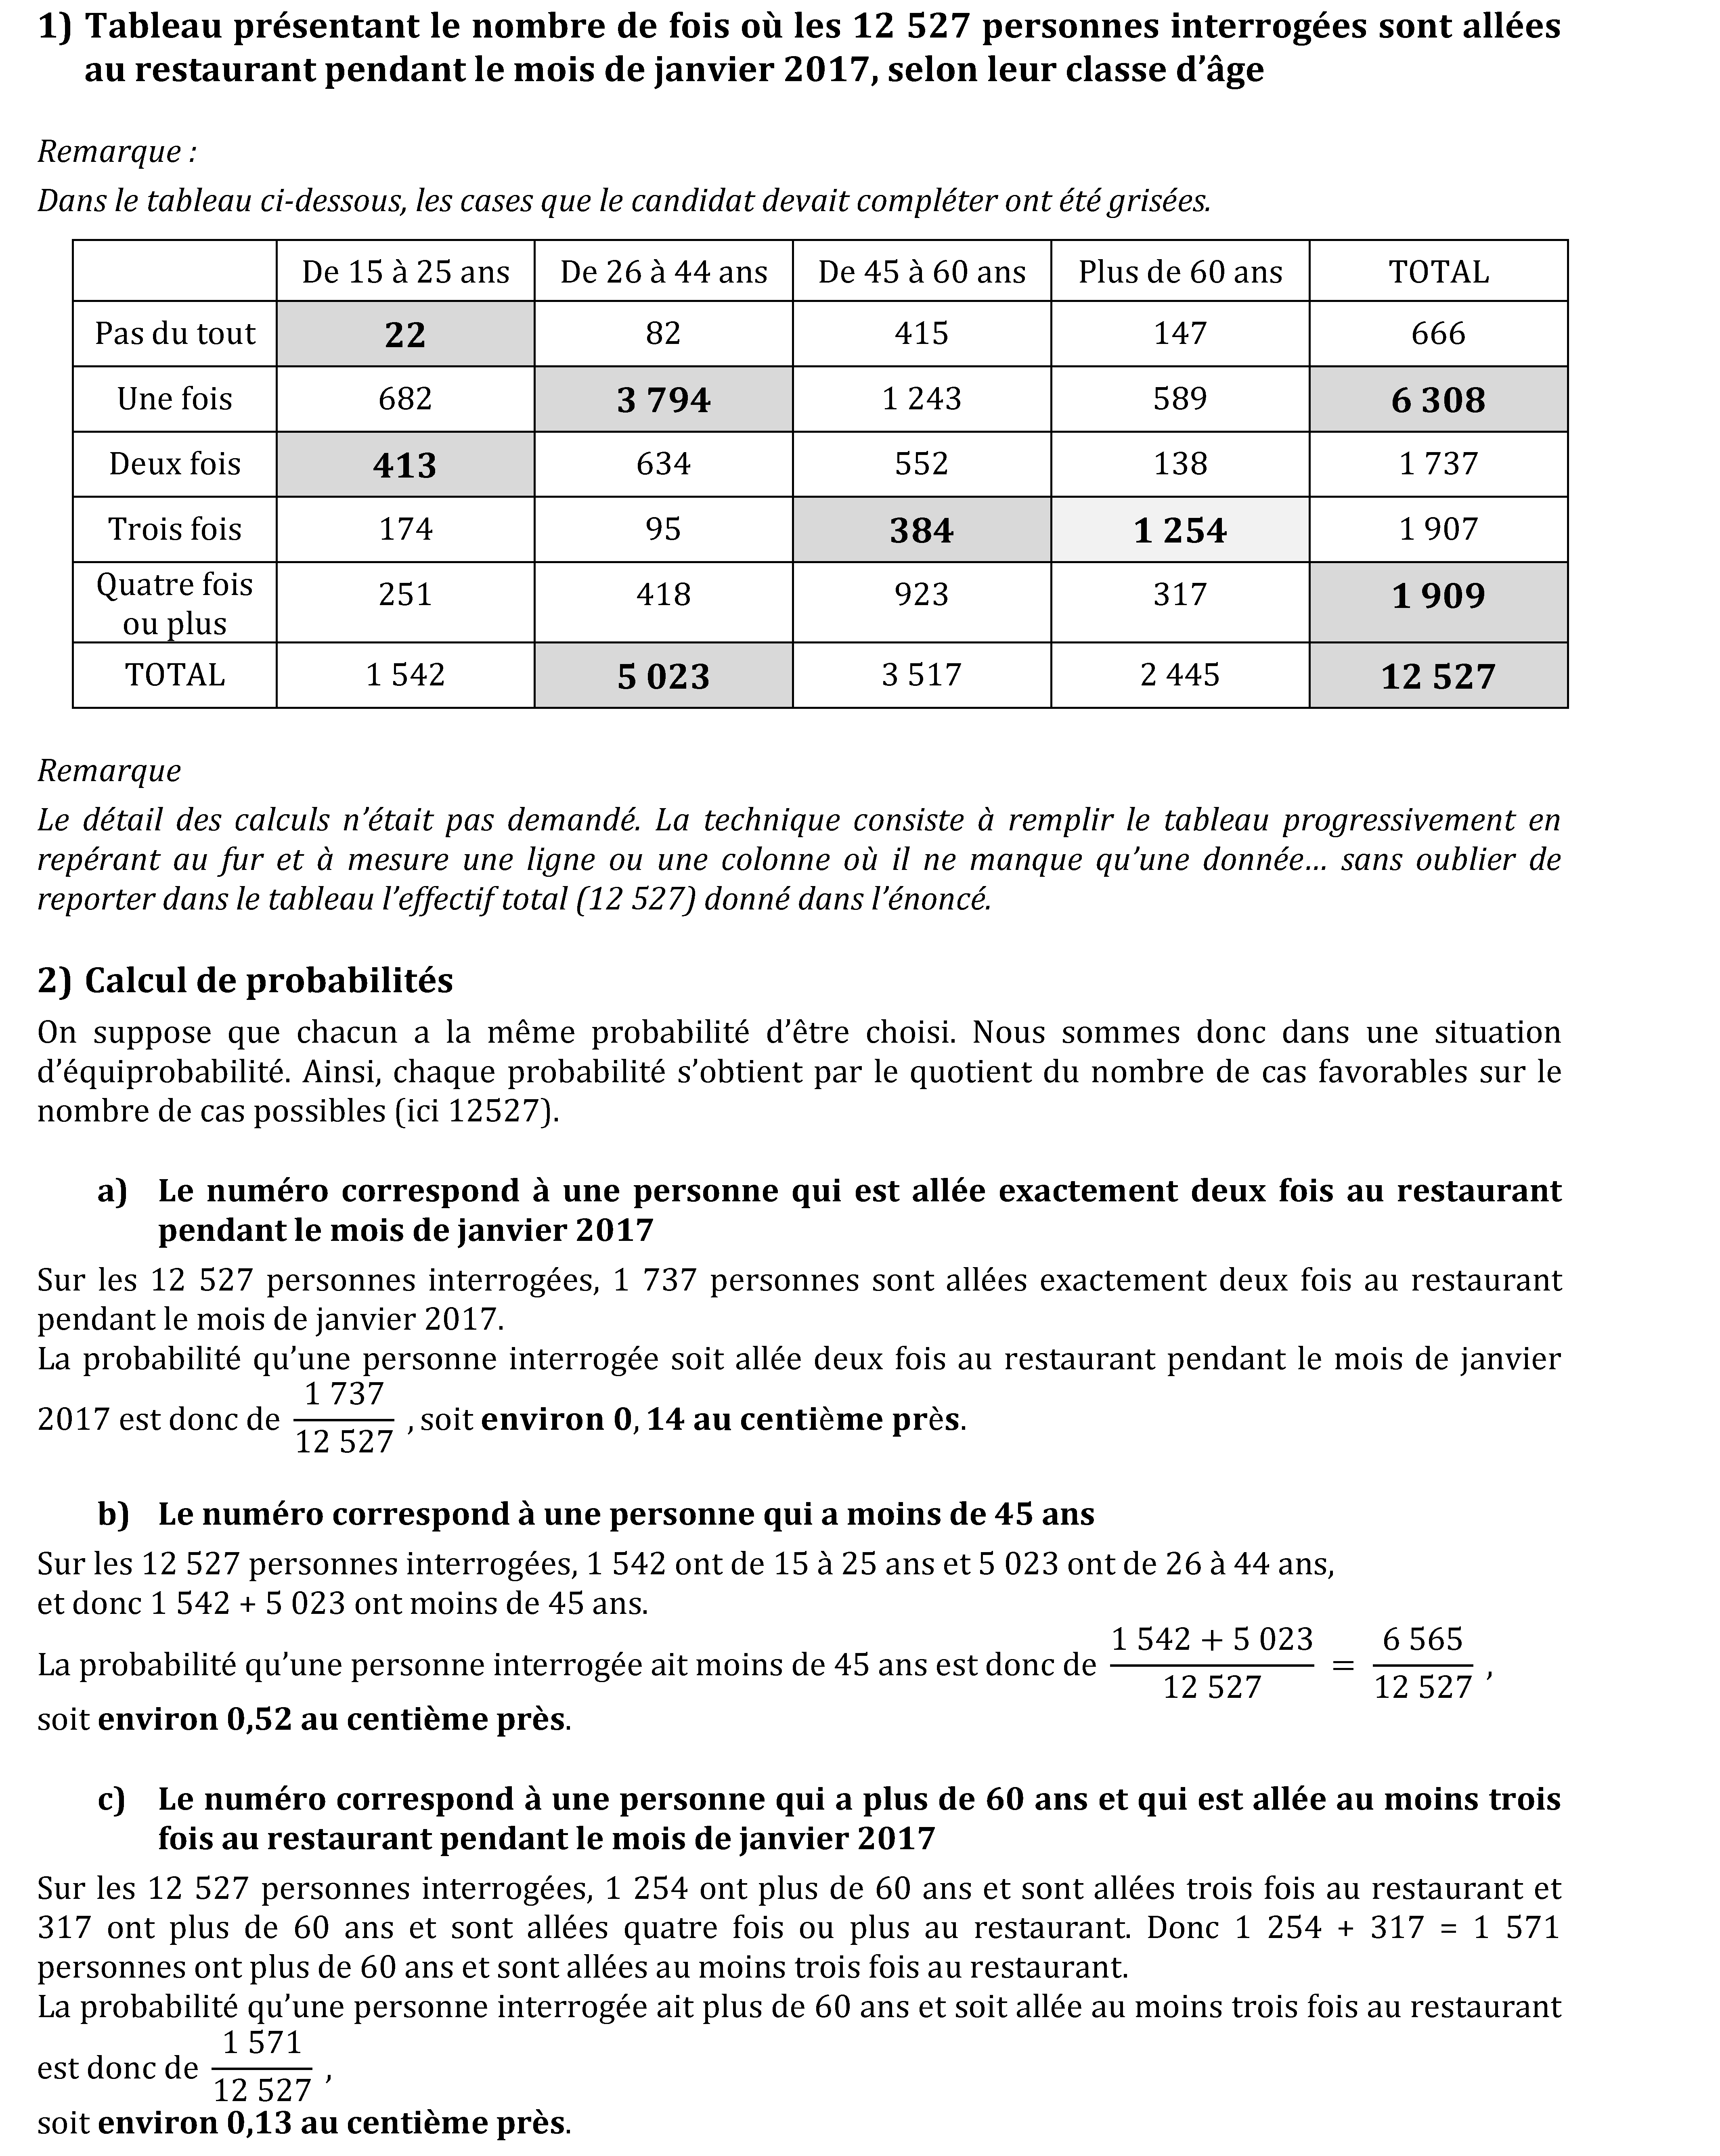 1) Tableau présentant le nombre de fois où les 12 527 personnes interrogées sont allées
au restaurant pendant le mois de janvier 2017, selon leur classe d’âge
Remarque :
Dans le tableau ci-dessous, les cases que le candidat devait compléter ont été grisées.
De 15 à 25 ans De 26 à 44 ans De 45 à 60 ans Plus de 60 ans TOTAL
Pas du tout 22 82 415 147 666
Une fois 682 3 794 1 243 589 6 308
Deux fois 413 634 552 138 1 737
Trois fois 174 95 384 1 254 1 907
Quatre fois
ou plus 251 418 923 317 1 909
TOTAL 1 542 5 023 3 517 2 445 12 527
Remarque
Le détail des calculs n’était pas demandé. La technique consiste à remplir le tableau progressivement en
repérant au fur et à mesure une ligne ou une colonne où il ne manque qu’une donnée… sans oublier de
reporter dans le tableau l’effectif total (12 527) donné dans l’énoncé.
2) Calcul de probabilités
On suppose que chacun a la même probabilité d’être choisi. Nous sommes donc dans une situation
d’équiprobabilité. Ainsi, chaque probabilité s’obtient par le quotient du nombre de cas favorables sur le
nombre de cas possibles (ici 12527).
a) Le numéro correspond à une personne qui est allée exactement deux fois au restaurant
pendant le mois de janvier 2017
Sur les 12 527 personnes interrogées, 1 737 personnes sont allées exactement deux fois au restaurant
pendant le mois de janvier 2017.
La probabilité qu’une personne interrogée soit allée deux fois au restaurant pendant le mois de janvier
2017 est donc de 1 737 / 12 527 , soit environ 0, 14 au centième près.
b) Le numéro correspond à une personne qui a moins de 45 ans
Sur les 12 527 personnes interrogées, 1 542 ont de 15 à 25 ans et 5 023 ont de 26 à 44 ans,
et donc 1 542 + 5 023 ont moins de 45 ans.
La probabilité qu’une personne interrogée ait moins de 45 ans est donc de 1 542 + 5 023 / 12 527 = 6 565 / 12 527 ,
soit environ 0,52 au centième près.
c) Le numéro correspond à une personne qui a plus de 60 ans et qui est allée au moins trois
fois au restaurant pendant le mois de janvier 2017
Sur les 12 527 personnes interrogées, 1 254 ont plus de 60 ans et sont allées trois fois au restaurant et
317 ont plus de 60 ans et sont allées quatre fois ou plus au restaurant. Donc 1 254 + 317 = 1 571
personnes ont plus de 60 ans et sont allées au moins trois fois au restaurant.
La probabilité qu’une personne interrogée ait plus de 60 ans et soit allée au moins trois fois au restaurant
est donc de 1 571 / 12 527 ,
soit environ 0,13 au centième près.